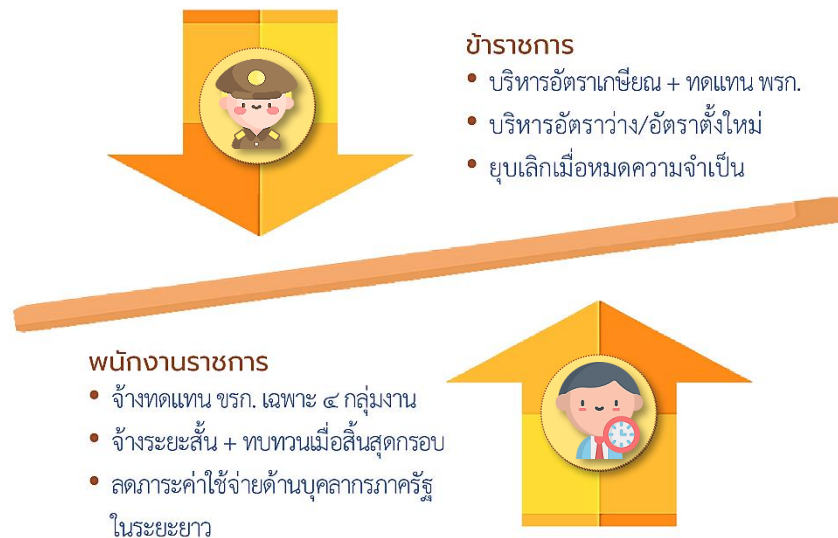 ข้าราชการ
• บริหารอัตราเกษียณ + ทดแทน พรก.
• บริหารอัตราว่าง/อัตราตั้งใหม่
• ยุบเลิกเมื่อหมดความจำเป็น
พนักงานราชการ
• จ้างทดแทน ขรก. เฉพาะ ๔ กลุ่มงาน
• จ้างระยะสั้น + ทบทวนเมื่อสิ้นสุดกรอบ
• ลดภาระค่าใช้จ่ายด้านบุคลากรภาครัฐ
ในระยะยาว